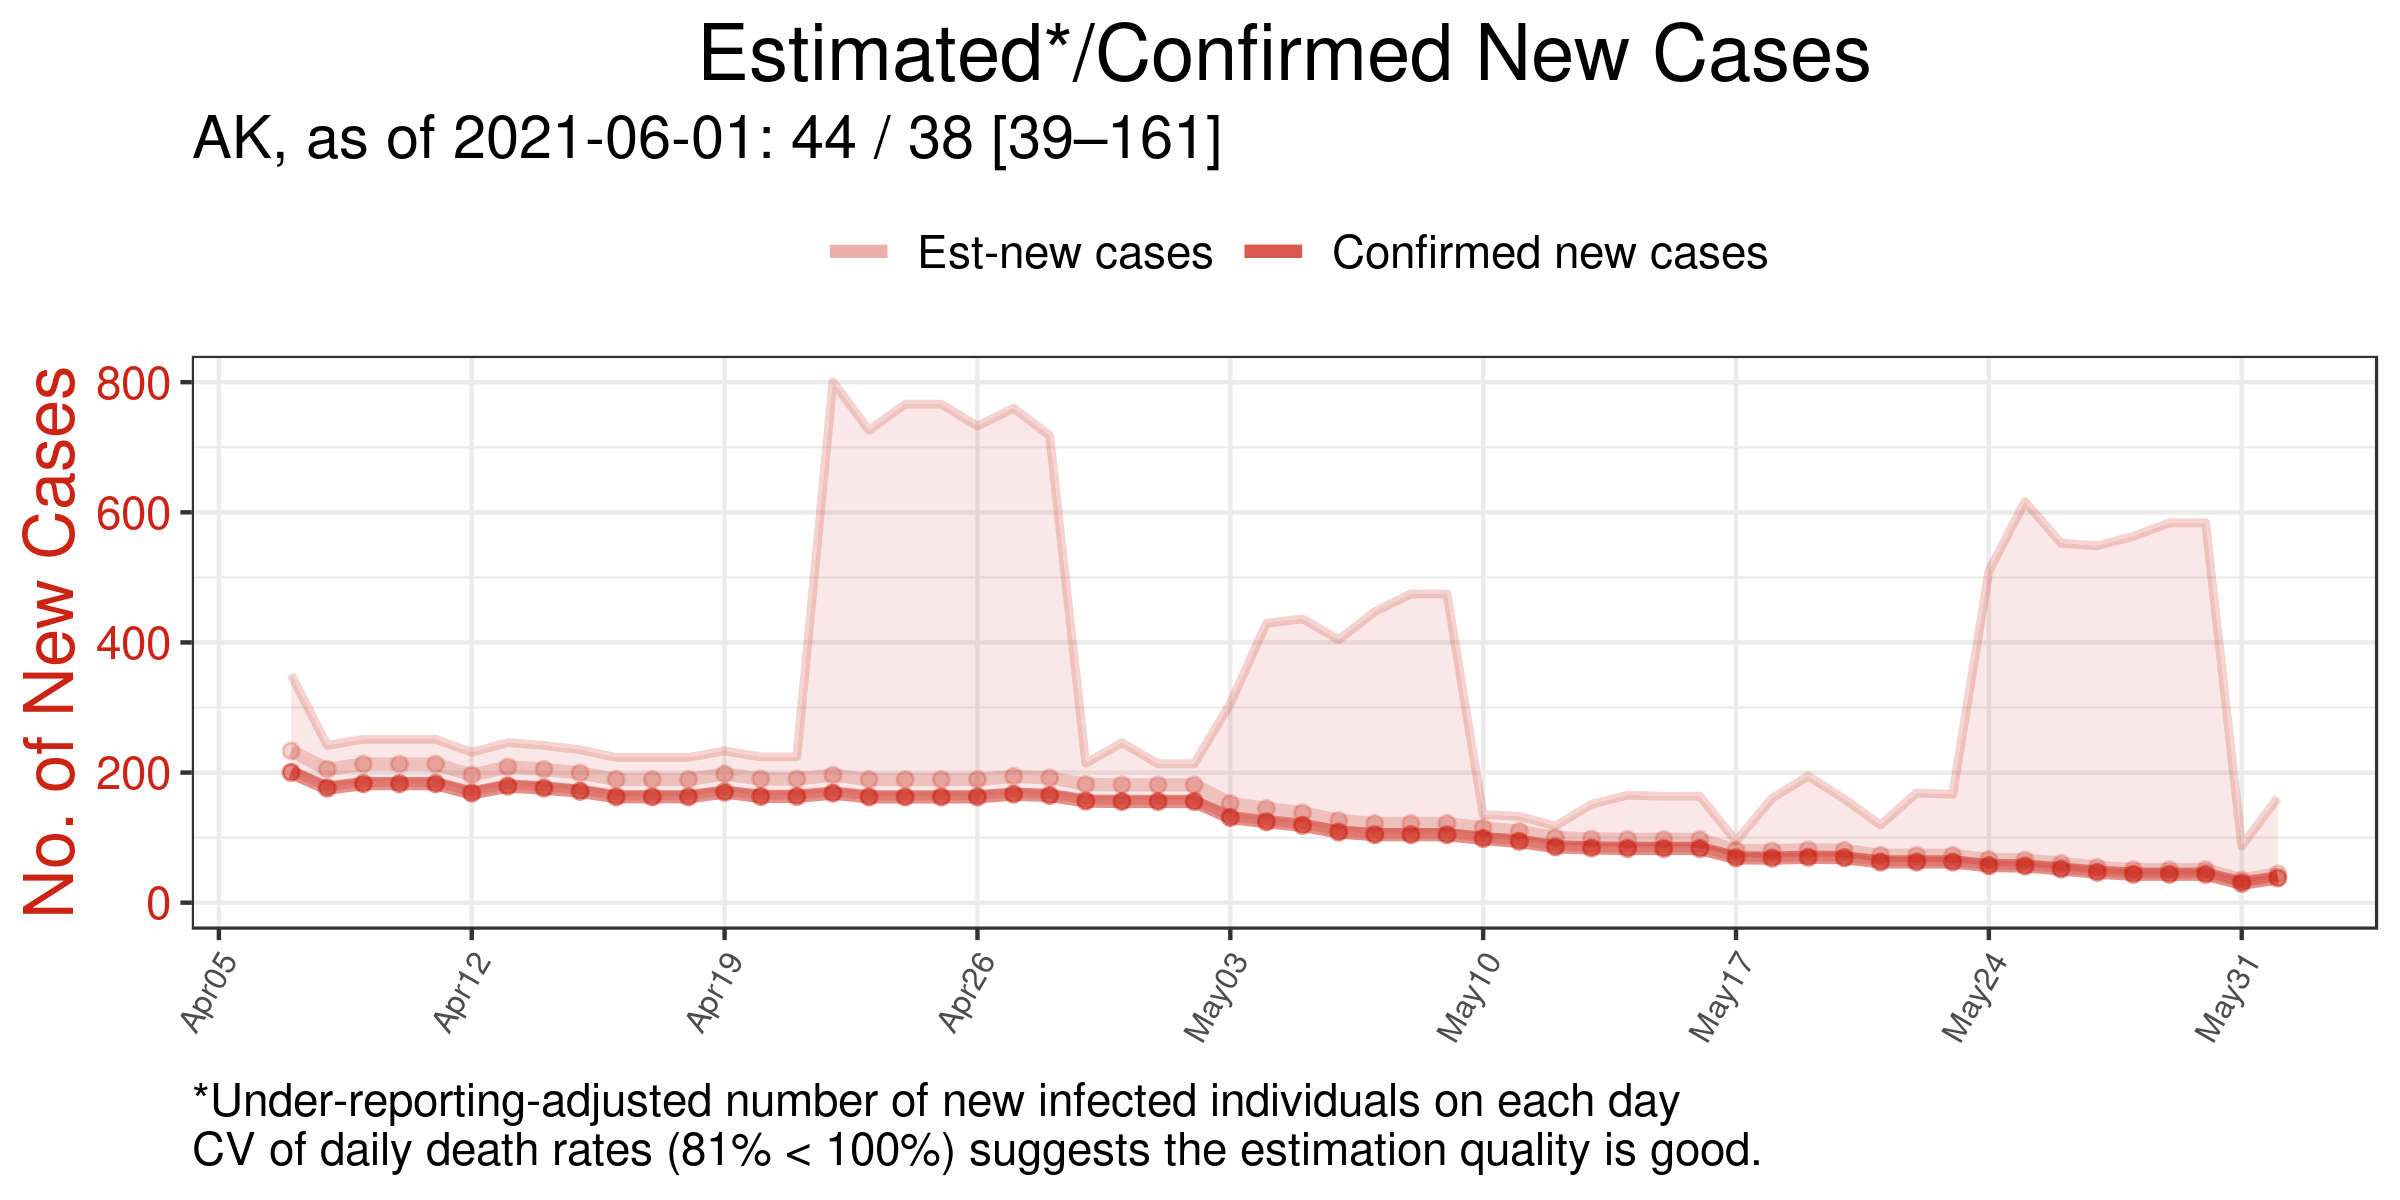 Estimated*/Confirmed New Cases
AK, as of 2021-06-01: 44 / 38 [39–161]
Est-new cases
Confirmed new cases
No. of New Cases
800
600
400
200
0
Apr05
Apr12
Apr19
Apr26
May03
May10
May17
May24
May31
*Under-reporting-adjusted number of new infected individuals on each day
CV of daily death rates (81% < 100%) suggests the estimation quality is good.